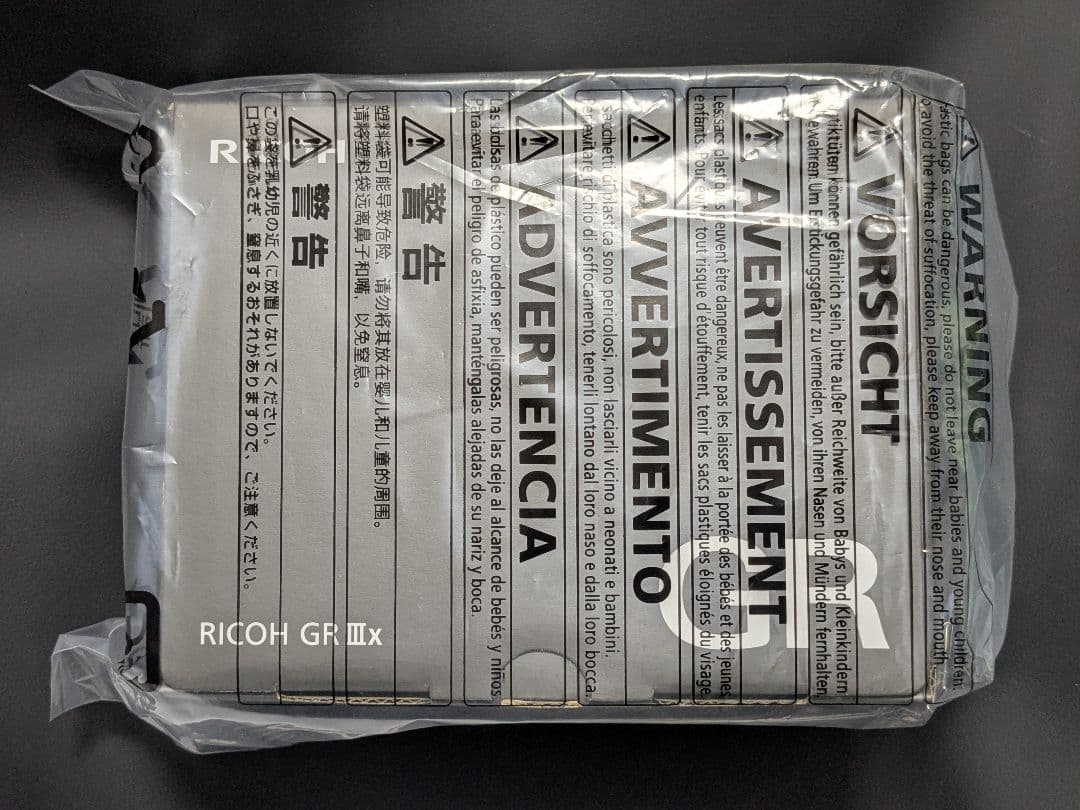 RICOH
GR
RICOH GR IIIx
WARNING
plastic bags can be dangerous, please do not leave near babies and young children.
To avoid the threat of suffocation, please keep away from their nose and mouth.
VORSICHT
können gefährlich sein, bitte außer Reichweite von Babys und Kleinkindern
gewahren. Um Erstickungsgefahr zu vermeiden, von ihren Nasen und Mündern fernhalten
AVERTISSEMENT
Les sacs plastiques peuvent être dangereux, ne pas les laisser à la portée des bébés et des jeunes
enfants. Pour éviter tout risque d'étouffement, tenir les sacs plastiques éloignés du visage.
AVVERTIMENTO
I sacchetti di plastica sono pericolosi, non lasciarli vicino a neonati e bambini.
Per evitare rischio di soffocamento, tenerli lontano dal loro naso e dalla loro bocca.
ADVERTENCIA
Las bolsas de plástico pueden ser peligrosas, no las deje al alcance de bebés y niños.
Para evitar el peligro de asfixia, manténgalas alejadas de su nariz y boca.
警告
塑料袋可能导致危险, 请勿将其放在婴儿和儿童的周围。
请将塑料袋远离鼻子和嘴, 以免窒息。
警告
この袋を乳幼児の近くに放置しないでください。
口や鼻をふさぎ、窒息するおそれがありますので、ご注意ください。